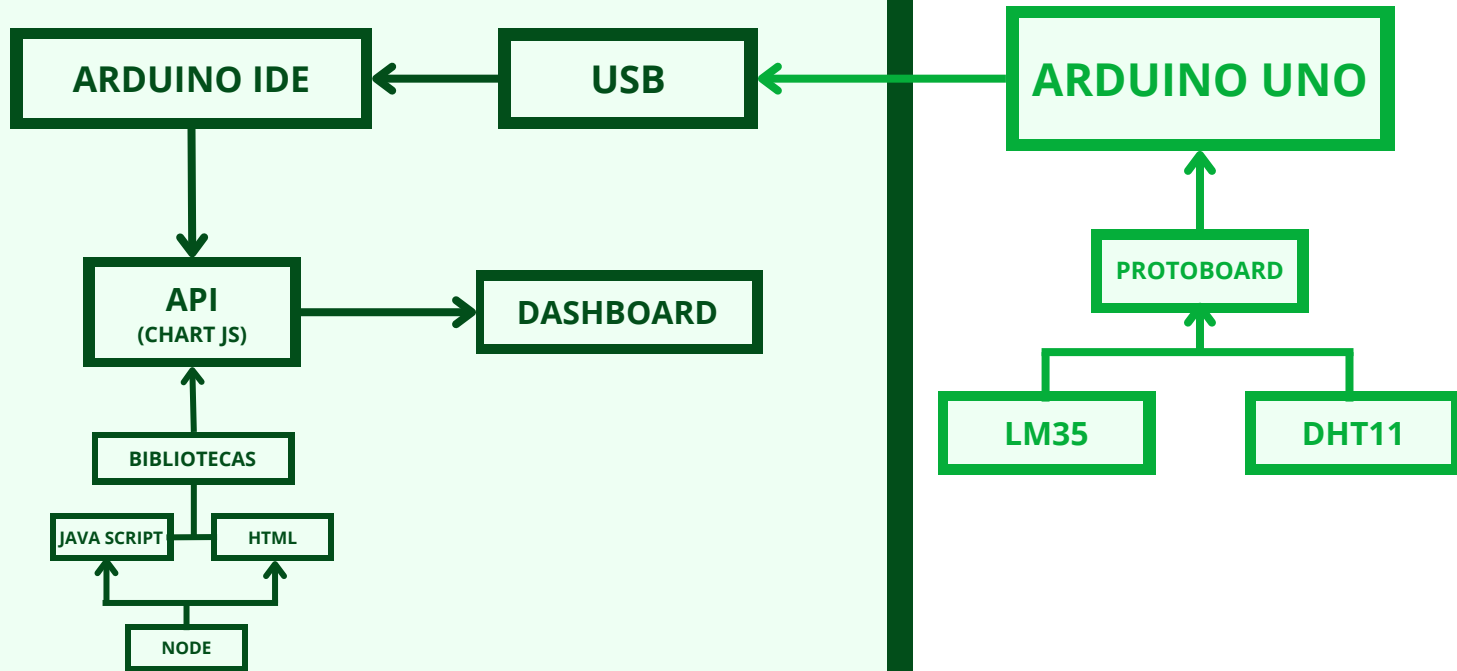 ARDUINO IDE
USB
ARDUINO UNO
PROTOBOARD
API
(CHART JS)
DASHBOARD
LM35
DHT11
BIBLIOTECAS
JAVA SCRIPT
HTML
NODE